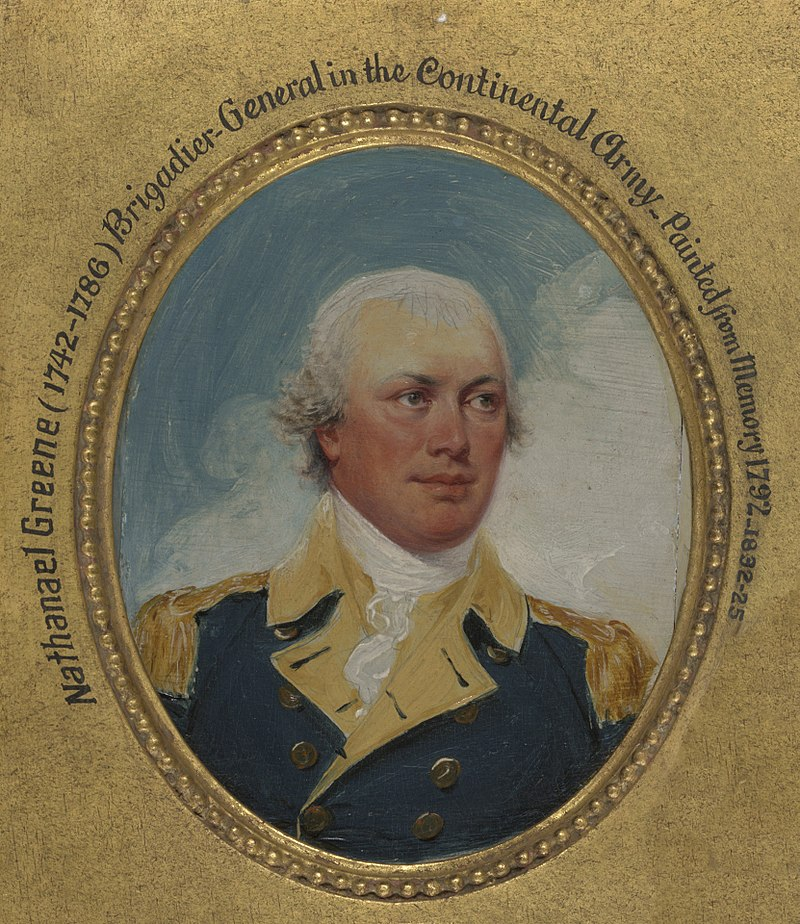 Nathanael Greene (1742-1786) Brigadier-General in the Continental Army - Painted from Memory 1792-1832-25